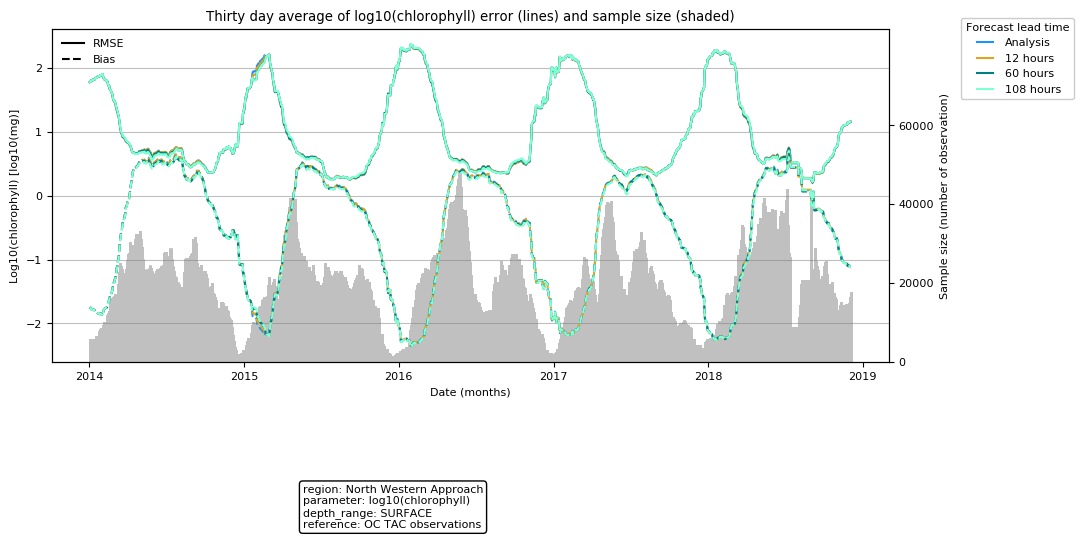 Thirty day average of log10(chlorophyll) error (lines) and sample size (shaded)
Forecast lead time
Analysis
12 hours
60 hours
108 hours
RMSE
Bias
Log10(chlorophyll) [log10(mg)]
2
1
0
−1
−2
Sample size (number of observation)
60000
40000
20000
0
2014
2015
2016
2017
2018
2019
Date (months)
region: North Western Approach
parameter: log10(chlorophyll)
depth_range: SURFACE
reference: OC TAC observations